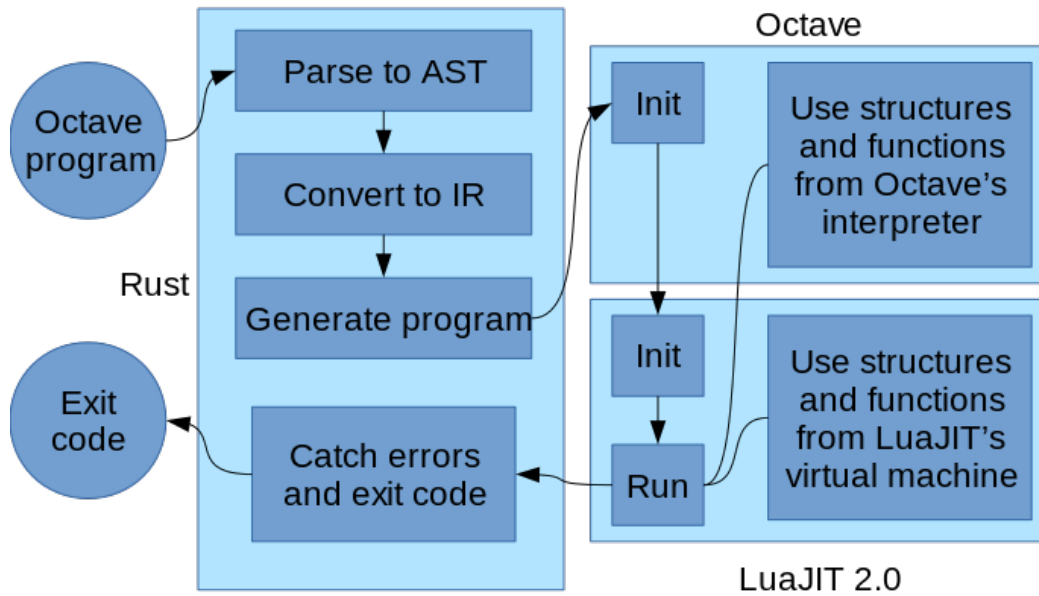 Octave
program
Rust
Exit
code
Parse to AST
Convert to IR
Generate program
Catch errors
and exit code
Octave
Init
Use structures
and functions
from Octave’s
interpreter
Init
Run
Use structures
and functions
from LuaJIT’s
virtual machine
LuaJIT 2.0